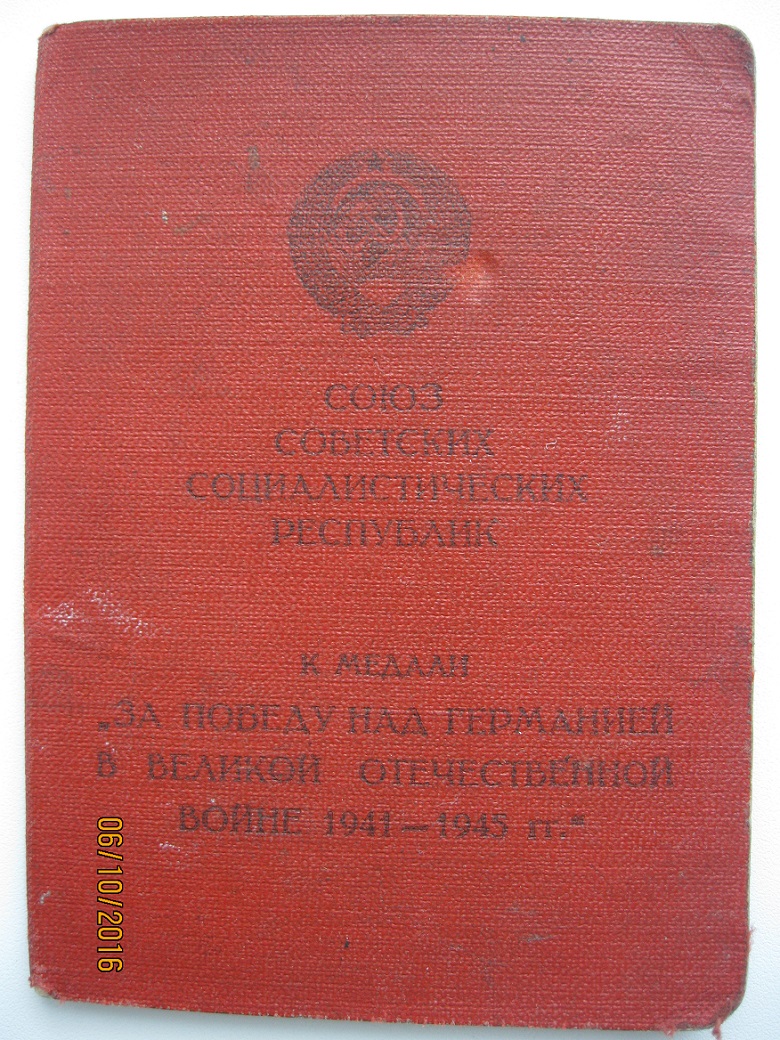 СОЮЗ
СОВЕТСКИХ
СОЦИАЛИСТИЧЕСКИХ
РЕСПУБЛИК
К МЕДАЛИ
„ЗА ПОБЕДУ НАД ГЕРМАНИЕЙ
В ВЕЛИКОЙ ОТЕЧЕСТВЕННОЙ
ВОЙНЕ 1941—1945 гг.“
06/10/2016